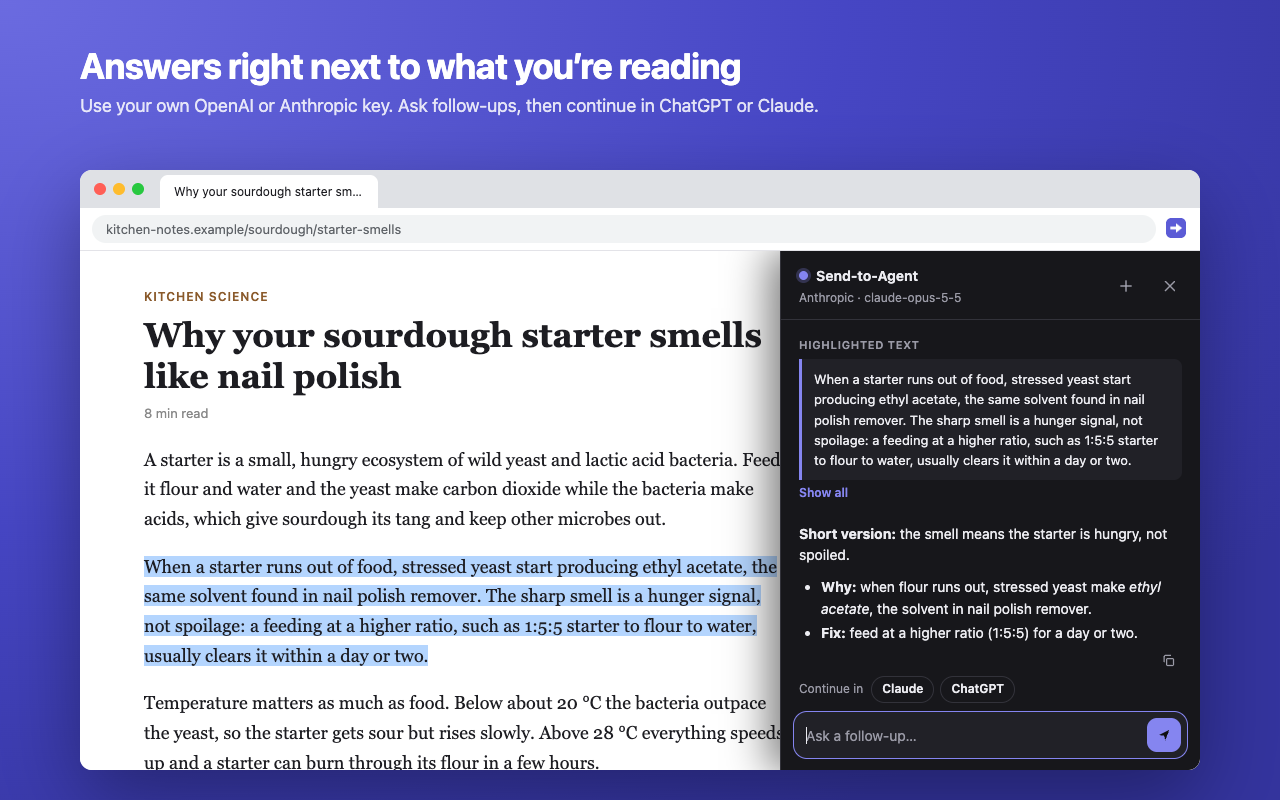 Answers right next to what you’re reading
Use your own OpenAI or Anthropic key. Ask follow-ups, then continue in ChatGPT or Claude.
Why your sourdough starter sm...
kitchen-notes.example/sourdough/starter-smells
KITCHEN SCIENCE
Why your sourdough starter smells
like nail polish
8 min read
A starter is a small, hungry ecosystem of wild yeast and lactic acid bacteria. Feed
it flour and water and the yeast make carbon dioxide while the bacteria make
acids, which give sourdough its tang and keep other microbes out.
When a starter runs out of food, stressed yeast start producing ethyl acetate, the
same solvent found in nail polish remover. The sharp smell is a hunger signal,
not spoilage: a feeding at a higher ratio, such as 1:5:5 starter to flour to water,
usually clears it within a day or two.
Temperature matters as much as food. Below about 20 °C the bacteria outpace
the yeast, so the starter gets sour but rises slowly. Above 28 °C everything speeds
up and a starter can burn through its flour in a few hours.
Send-to-Agent
Anthropic · claude-opus-5-5
HIGHLIGHTED TEXT
When a starter runs out of food, stressed yeast start
producing ethyl acetate, the same solvent found in nail
polish remover. The sharp smell is a hunger signal, not
spoilage: a feeding at a higher ratio, such as 1:5:5 starter
to flour to water, usually clears it within a day or two.
Show all
Short version: the smell means the starter is hungry, not
spoiled.
• Why: when flour runs out, stressed yeast make ethyl
acetate, the solvent in nail polish remover.
• Fix: feed at a higher ratio (1:5:5) for a day or two.
Continue in Claude ChatGPT
Ask a follow-up...